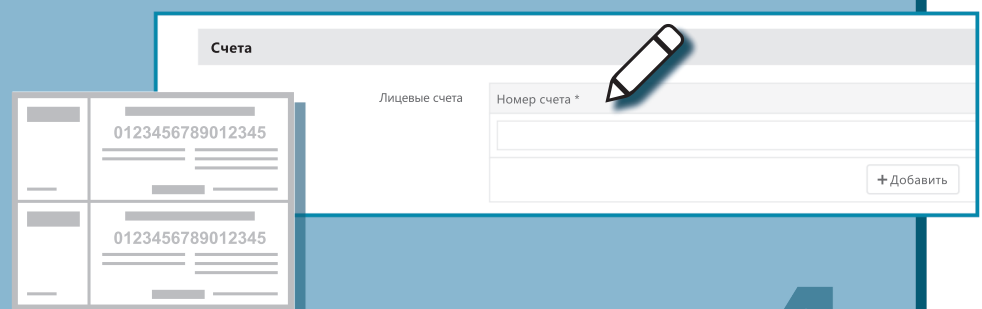 Счета
Лицевые счета
Номер счета *
+ Добавить
0123456789012345
0123456789012345